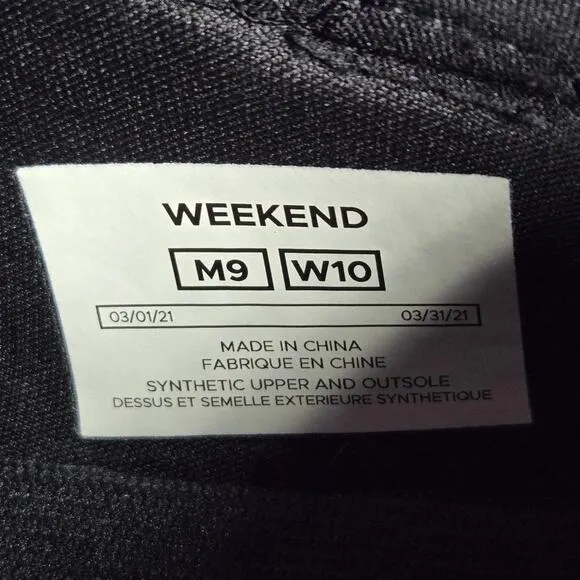 WEEKEND
M9 W10
03/01/21 03/31/21
MADE IN CHINA
FABRIQUE EN CHINE
SYNTHETIC UPPER AND OUTSOLE
DESSUS ET SEMELLE EXTERIEURE SYNTHETIQUE